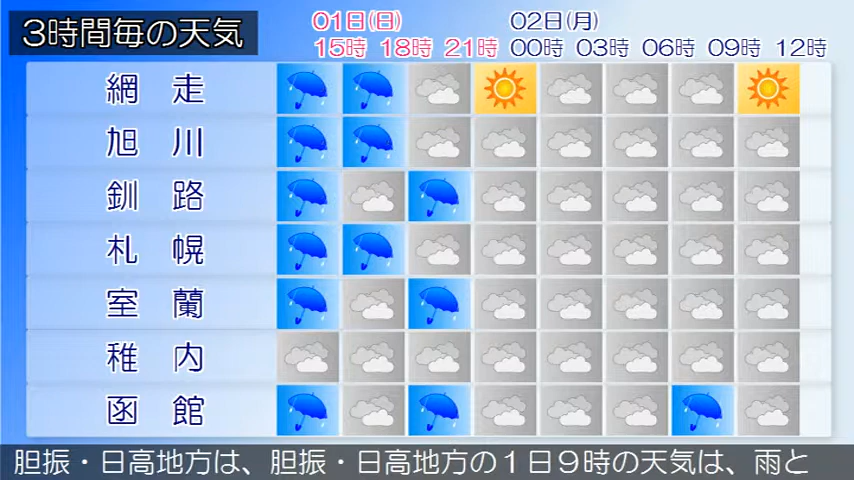 3時間毎の天気
01日(日) 02日(月)
15時 18時 21時 00時 03時 06時 09時 12時
網走
旭川
釧路
札幌
室蘭
稚内
函館
胆振・日高地方は、胆振・日高地方の1日9時の天気は、雨と